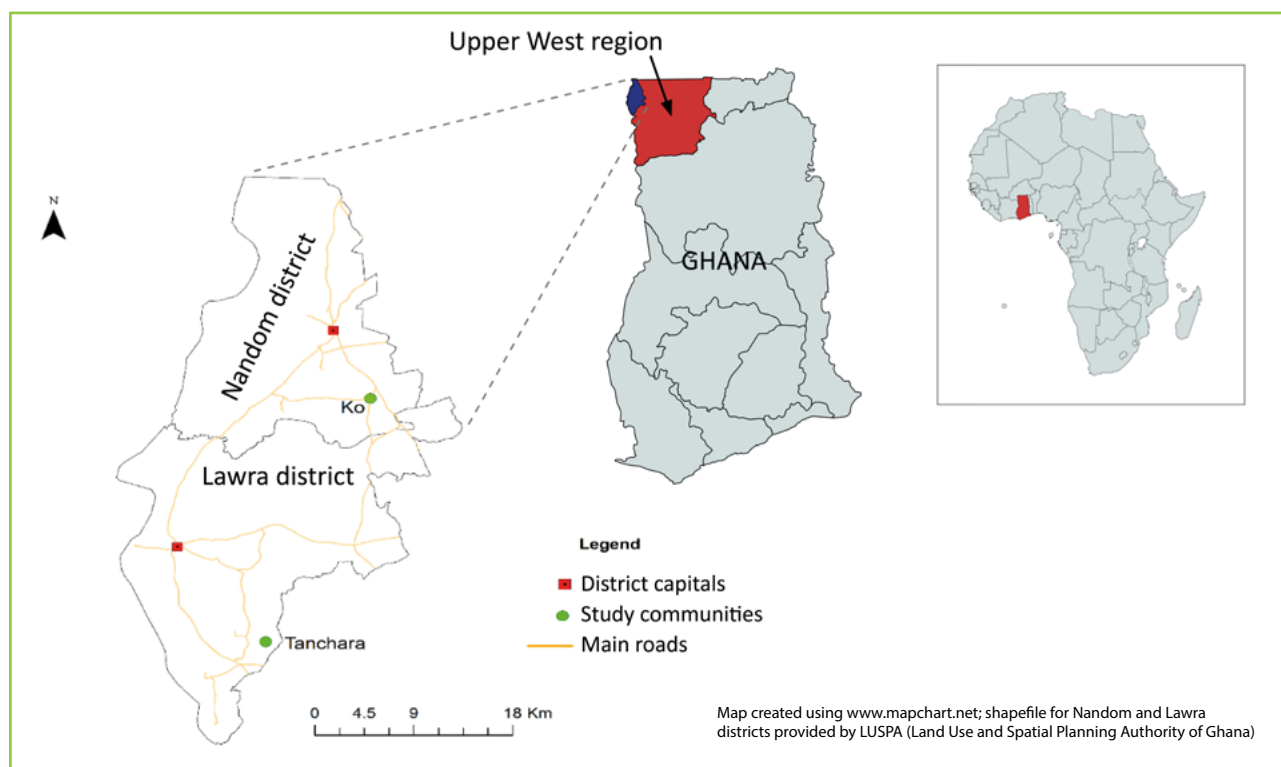 Upper West region
N
GHANA
Nandom district
Ko
Lawra district
Tanchara
Legend
District capitals
Study communities
Main roads
0 4.5 9 18 Km
Map created using www.mapchart.net; shapefile for Nandom and Lawra
districts provided by LUSPA (Land Use and Spatial Planning Authority of Ghana)